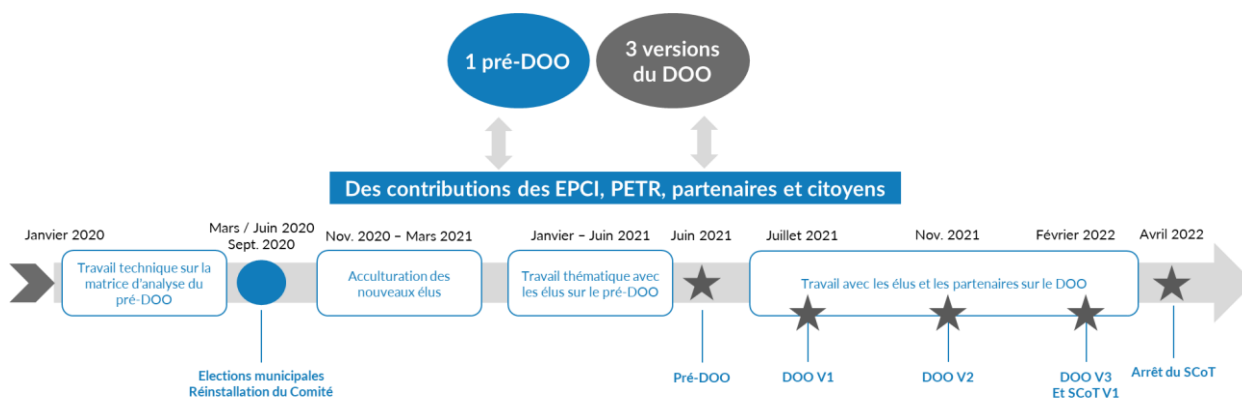 1 pré-DOO
3 versions
du DOO
Des contributions des EPCI, PETR, partenaires et citoyens
Janvier 2020
Mars / Juin 2020
Sept. 2020
Nov. 2020 – Mars 2021
Janvier – Juin 2021
Juin 2021
Juillet 2021
Nov. 2021
Février 2022
Avril 2022
Travail technique sur la
matrice d'analyse du
pré-DOO
Acculturation des
nouveaux élus
Travail thématique avec
les élus sur le pré-DOO
Travail avec les élus et les partenaires sur le DOO
Elections municipales
Réinstallation du Comité
Pré-DOO
DOO V1
DOO V2
DOO V3
Et SCoT V1
Arrêt du SCoT